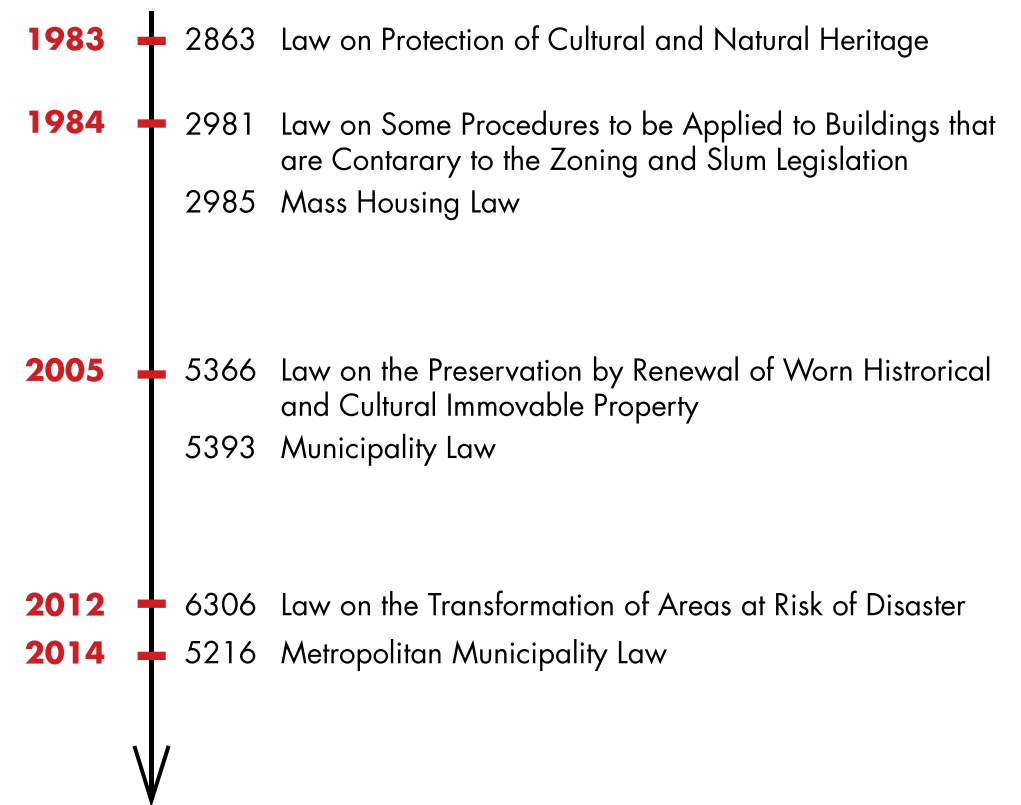 1983 2863 Law on Protection of Cultural and Natural Heritage
1984 2981 Law on Some Procedures to be Applied to Buildings that
are Contarary to the Zoning and Slum Legislation
2985 Mass Housing Law
2005 5366 Law on the Preservation by Renewal of Worn Histrorical
and Cultural Immovable Property
5393 Municipality Law
2012 6306 Law on the Transformation of Areas at Risk of Disaster
2014 5216 Metropolitan Municipality Law